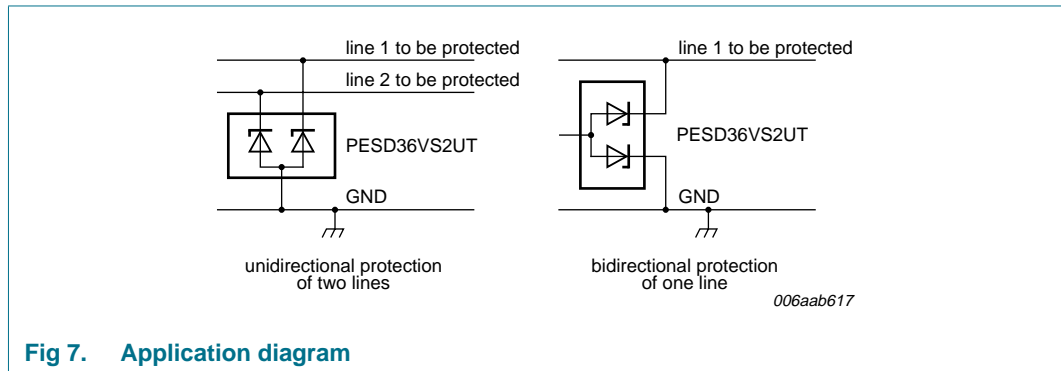 line 1 to be protected
line 2 to be protected
PESD36VS2UT
GND
unidirectional protection
of two lines
line 1 to be protected
PESD36VS2UT
GND
bidirectional protection
of one line
006aab617
Fig 7. Application diagram